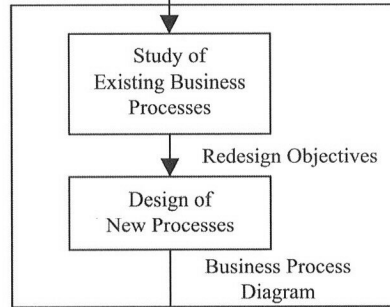 Study of
Existing Business
Processes
Redesign Objectives
Design of
New Processes
Business Process
Diagram